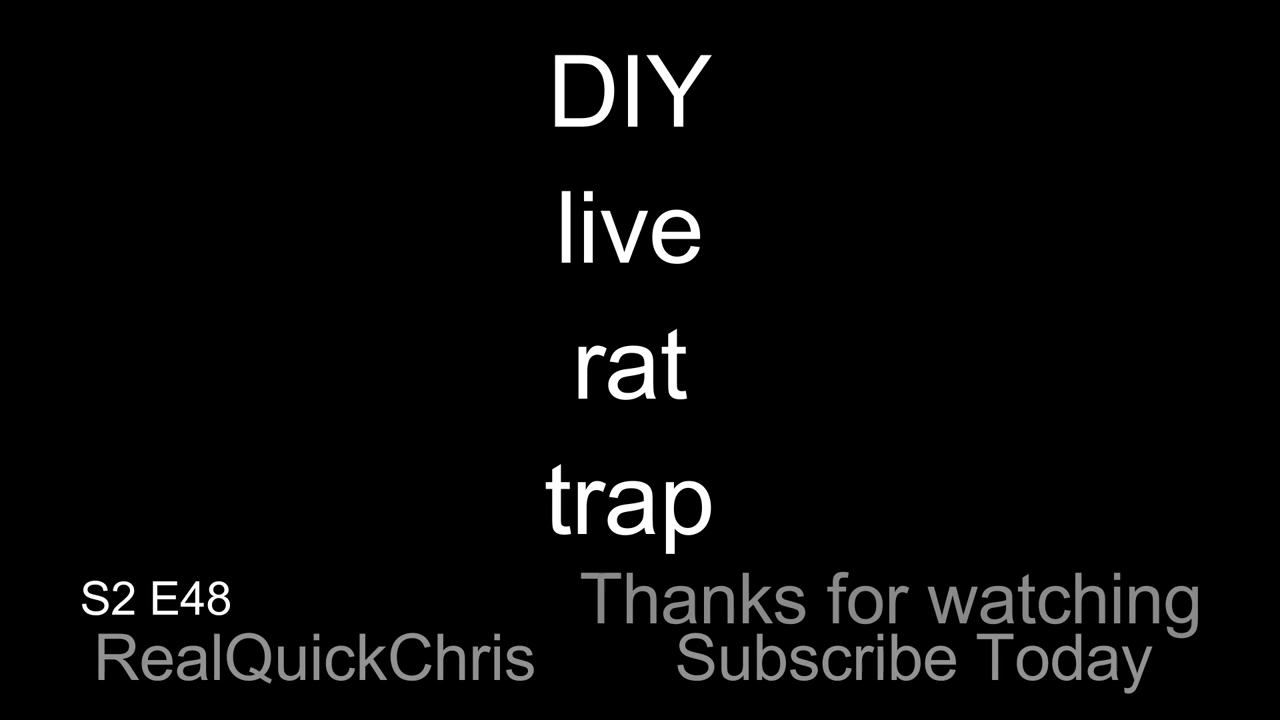 DIY
live
rat
trap
S2 E48
Thanks for watching
RealQuickChris
Subscribe Today